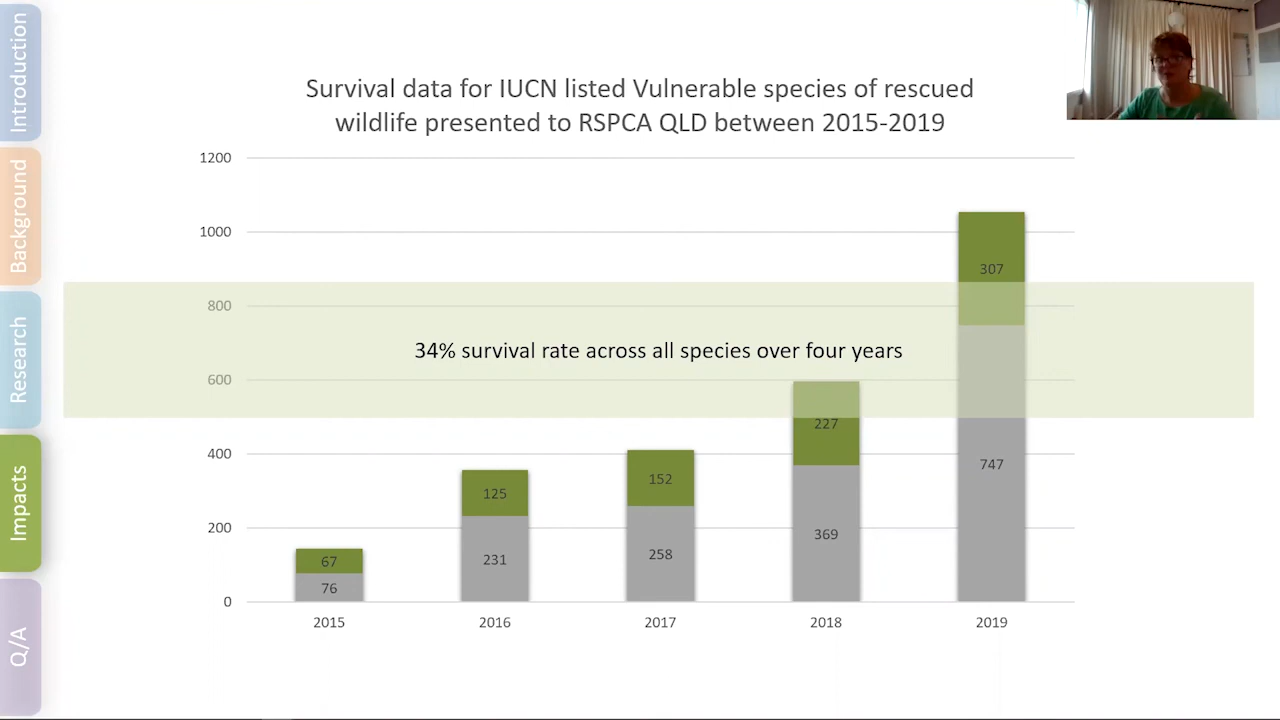 Introduction
Background
Research
Impacts
Q/A
Survival data for IUCN listed Vulnerable species of rescued
wildlife presented to RSPCA QLD between 2015-2019
1200
1000
800
600
400
200
0
34% survival rate across all species over four years
67
76
125
231
152
258
227
369
307
747
2015
2016
2017
2018
2019